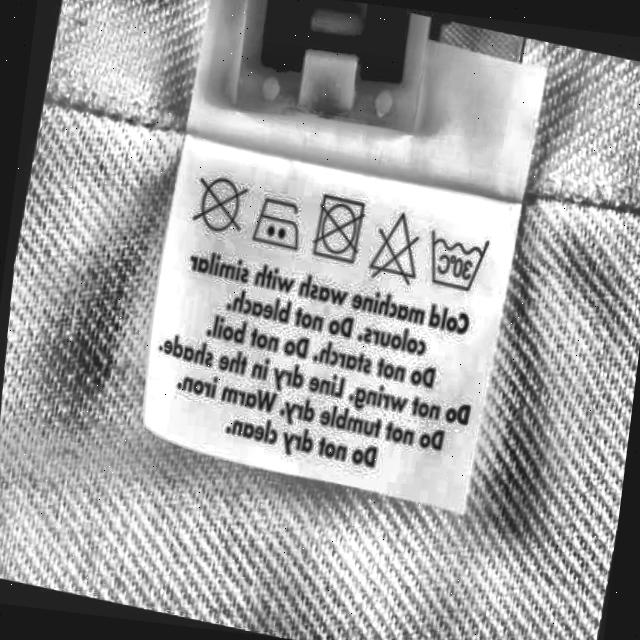 30°C
Cold machine wash with similar
colours. Do not bleach.
Do not starch. Do not boil.
Do not wring. Line dry in the shade.
Do not tumble dry. Warm iron.
Do not dry clean.